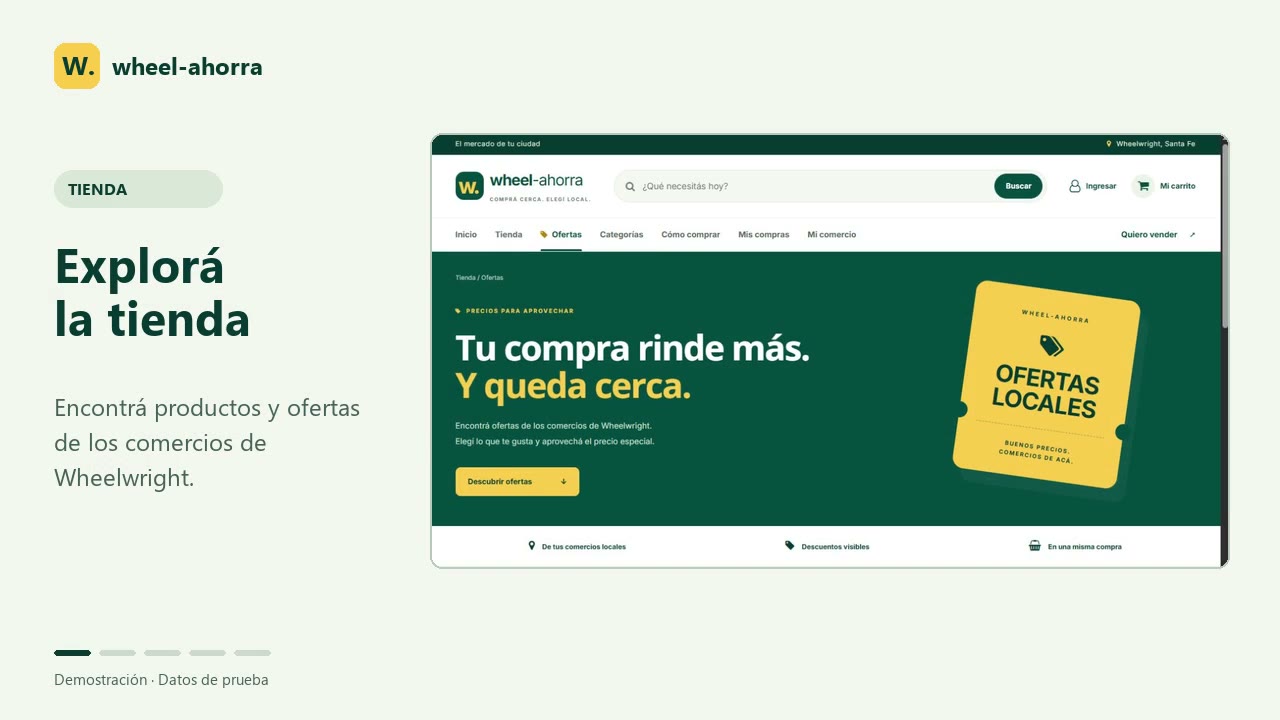 W. wheel-ahorra
TIENDA
Explorá
la tienda
Encontrá productos y ofertas
de los comercios de
Wheelwright.
Demostración · Datos de prueba
El mercado de tu ciudad
Wheelwright, Santa Fe
W. wheel-ahorra
COMPRÁ CERCA. ELEGÍ LOCAL.
¿Qué necesitás hoy?
Buscar
Ingresar
Mi carrito
Inicio Tienda Ofertas Categorías Cómo comprar Mis compras Mi comercio
Quiero vender ↗
Tienda / Ofertas
PRECIOS PARA APROVECHAR
Tu compra rinde más.
Y queda cerca.
Encontrá ofertas de los comercios de Wheelwright.
Elegí lo que te gusta y aprovechá el precio especial.
Descubrir ofertas ↓
WHEEL-AHORRA
OFERTAS
LOCALES
BUENOS PRECIOS.
COMERCIOS DE ACÁ.
De tus comercios locales
Descuentos visibles
En una misma compra